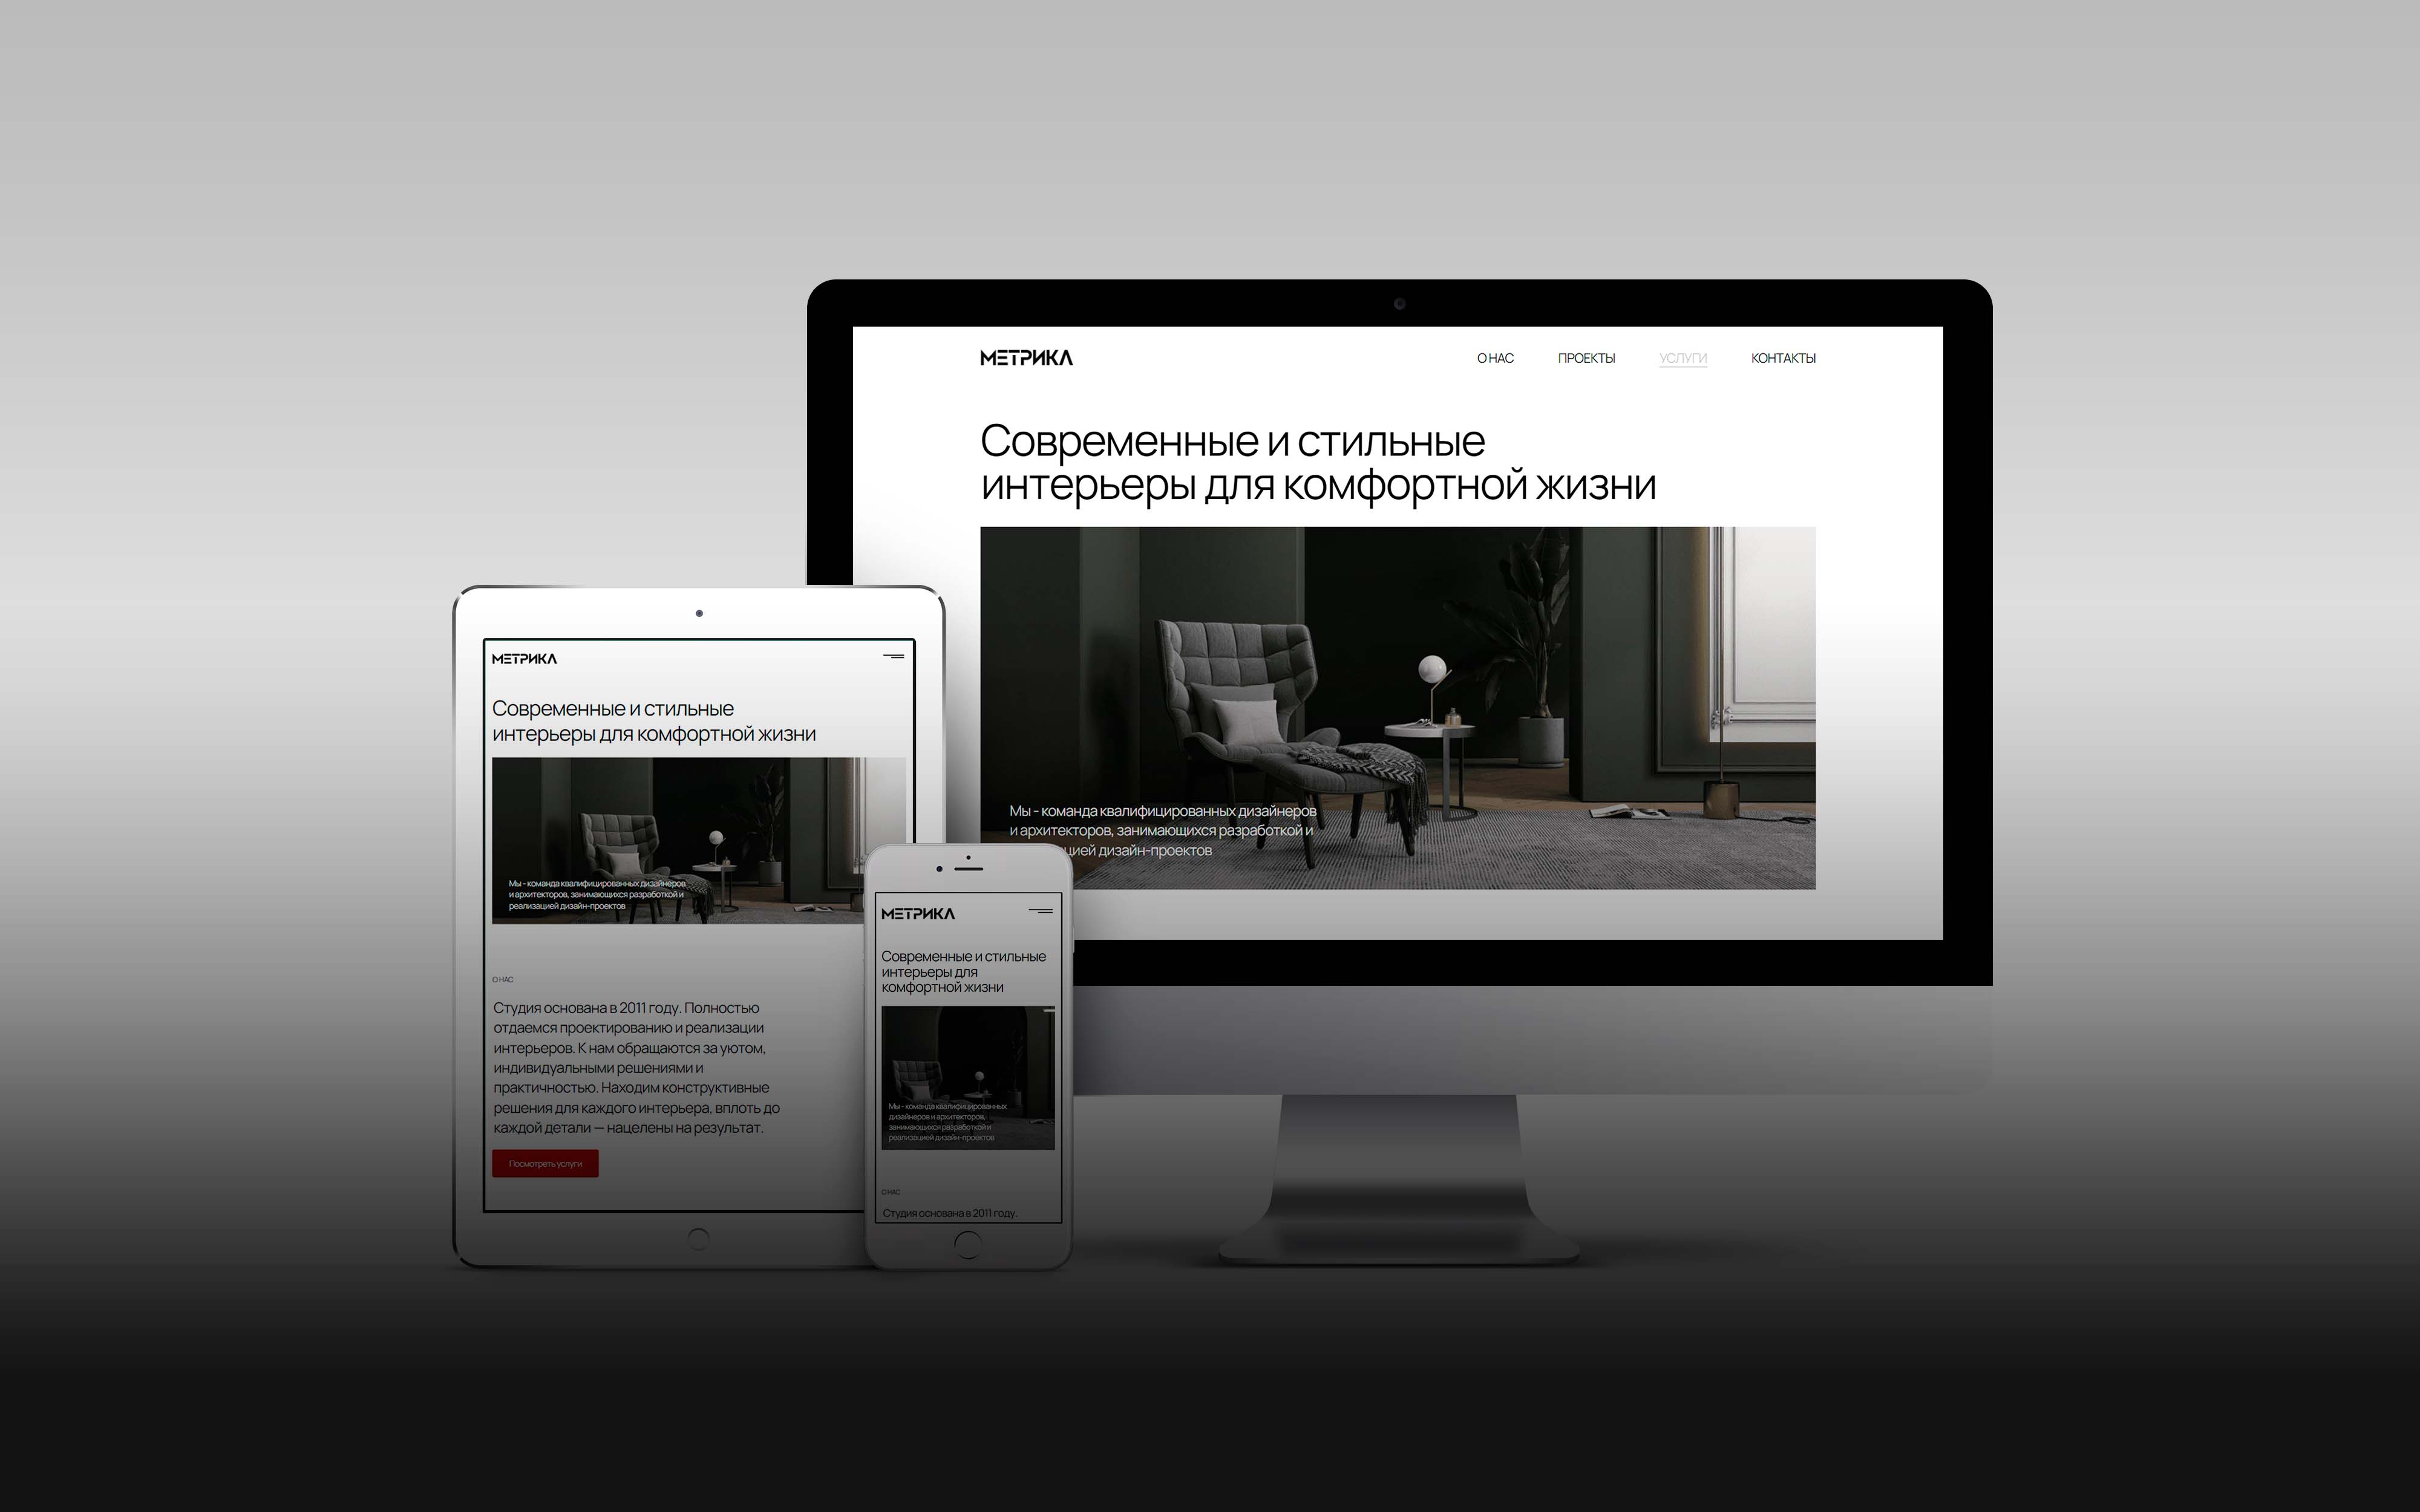 МЕТРИКА
О НАС ПРОЕКТЫ УСЛУГИ КОНТАКТЫ
Современные и стильные
интерьеры для комфортной жизни
Мы - команда квалифицированных дизайнеров
и архитекторов, занимающихся разработкой и
цией дизайн-проектов
МЕТРИКА
Современные и стильные
интерьеры для комфортной жизни
Мы - команда квалифицированных дизайнеров
и архитекторов, занимающихся разработкой и
реализацией дизайн-проектов
О НАС
Студия основана в 2011 году. Полностью
отдаемся проектированию и реализации
интерьеров. К нам обращаются за уютом,
индивидуальными решениями и
практичностью. Находим конструктивные
решения для каждого интерьера, вплоть до
каждой детали — нацелены на результат.
Посмотреть услуги
МЕТРИКА
Современные и стильные
интерьеры для
комфортной жизни
Мы - команда квалифицированных
дизайнеров и архитекторов,
занимающихся разработкой и
реализацией дизайн-проектов
О НАС
Студия основана в 2011 году.